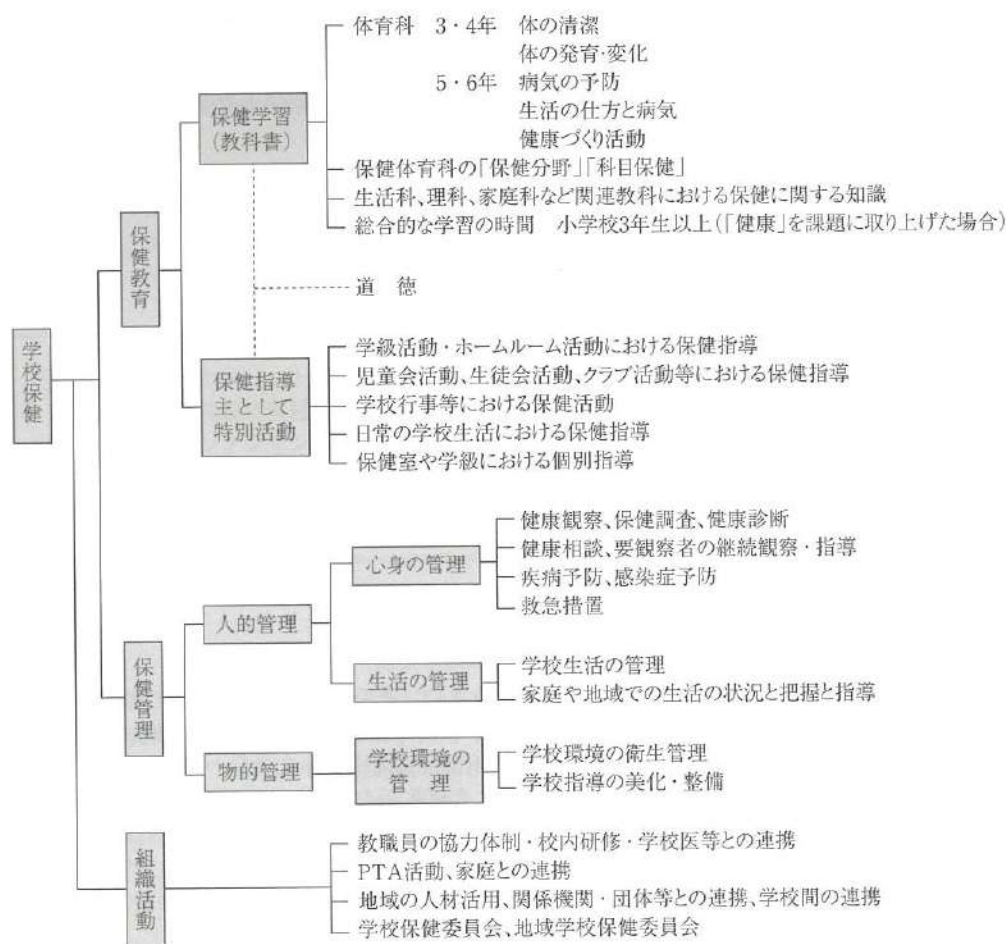 学校保健
保健教育
保健学習
(教科書)
体育科 3・4年 体の清潔
体の発育・変化
5・6年 病気の予防
生活の仕方と病気
健康づくり活動
保健体育科の「保健分野」「科目保健」
生活科、理科、家庭科など関連教科における保健に関する知識
総合的な学習の時間 小学校3年生以上(「健康」を課題に取り上げた場合)
道 徳
保健指導
主として
特別活動
学級活動・ホームルーム活動における保健指導
児童会活動、生徒会活動、クラブ活動等における保健指導
学校行事等における保健活動
日常の学校生活における保健指導
保健室や学級における個別指導
保健管理
人的管理
心身の管理
健康観察、保健調査、健康診断
健康相談、要観察者の継続観察・指導
疾病予防、感染症予防
救急措置
生活の管理
学校生活の管理
家庭や地域での生活の状況と把握と指導
物的管理
学校環境の
管 理
学校環境の衛生管理
学校指導の美化・整備
組織活動
教職員の協力体制・校内研修・学校医等との連携
PTA活動、家庭との連携
地域の人材活用、関係機関・団体等との連携、学校間の連携
学校保健委員会、地域学校保健委員会